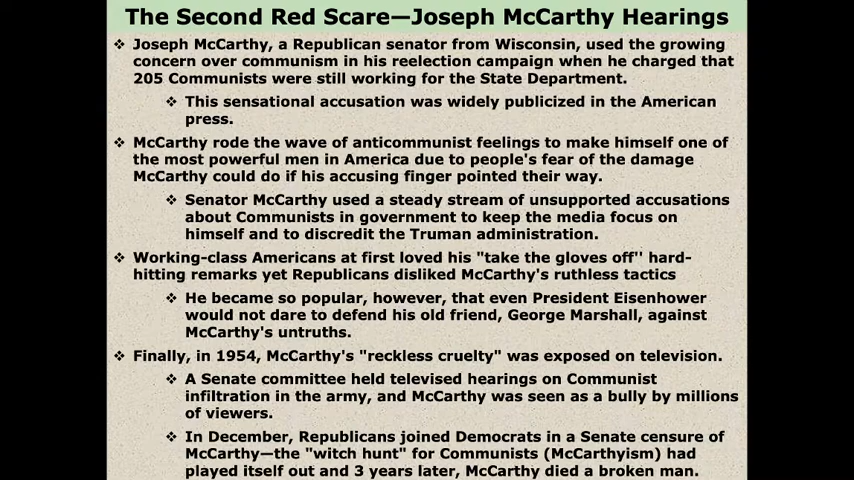 The Second Red Scare—Joseph McCarthy Hearings
❖ Joseph McCarthy, a Republican senator from Wisconsin, used the growing
concern over communism in his reelection campaign when he charged that
205 Communists were still working for the State Department.
❖ This sensational accusation was widely publicized in the American
press.
❖ McCarthy rode the wave of anticommunist feelings to make himself one of
the most powerful men in America due to people's fear of the damage
McCarthy could do if his accusing finger pointed their way.
❖ Senator McCarthy used a steady stream of unsupported accusations
about Communists in government to keep the media focus on
himself and to discredit the Truman administration.
❖ Working-class Americans at first loved his "take the gloves off'' hard-
hitting remarks yet Republicans disliked McCarthy's ruthless tactics
❖ He became so popular, however, that even President Eisenhower
would not dare to defend his old friend, George Marshall, against
McCarthy's untruths.
❖ Finally, in 1954, McCarthy's "reckless cruelty" was exposed on television.
❖ A Senate committee held televised hearings on Communist
infiltration in the army, and McCarthy was seen as a bully by millions
of viewers.
❖ In December, Republicans joined Democrats in a Senate censure of
McCarthy—the "witch hunt" for Communists (McCarthyism) had
played itself out and 3 years later, McCarthy died a broken man.